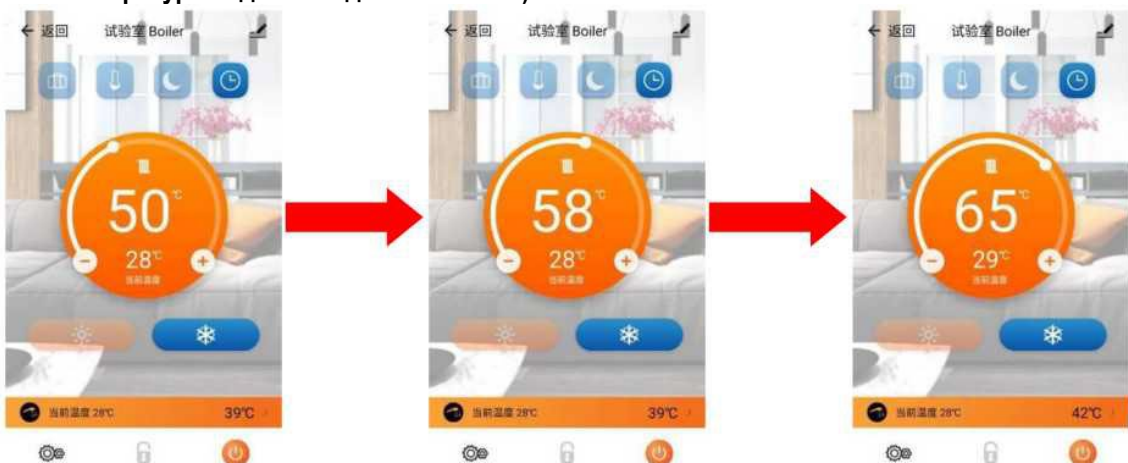 ← 返回 试验室 Boiler
50℃
28℃
当前温度
当前温度 28℃ 39℃
← 返回 试验室 Boiler
58℃
28℃
当前温度
当前温度 28℃ 39℃
← 返回 试验室 Boiler
65℃
29℃
当前温度
当前温度 28℃ 42℃